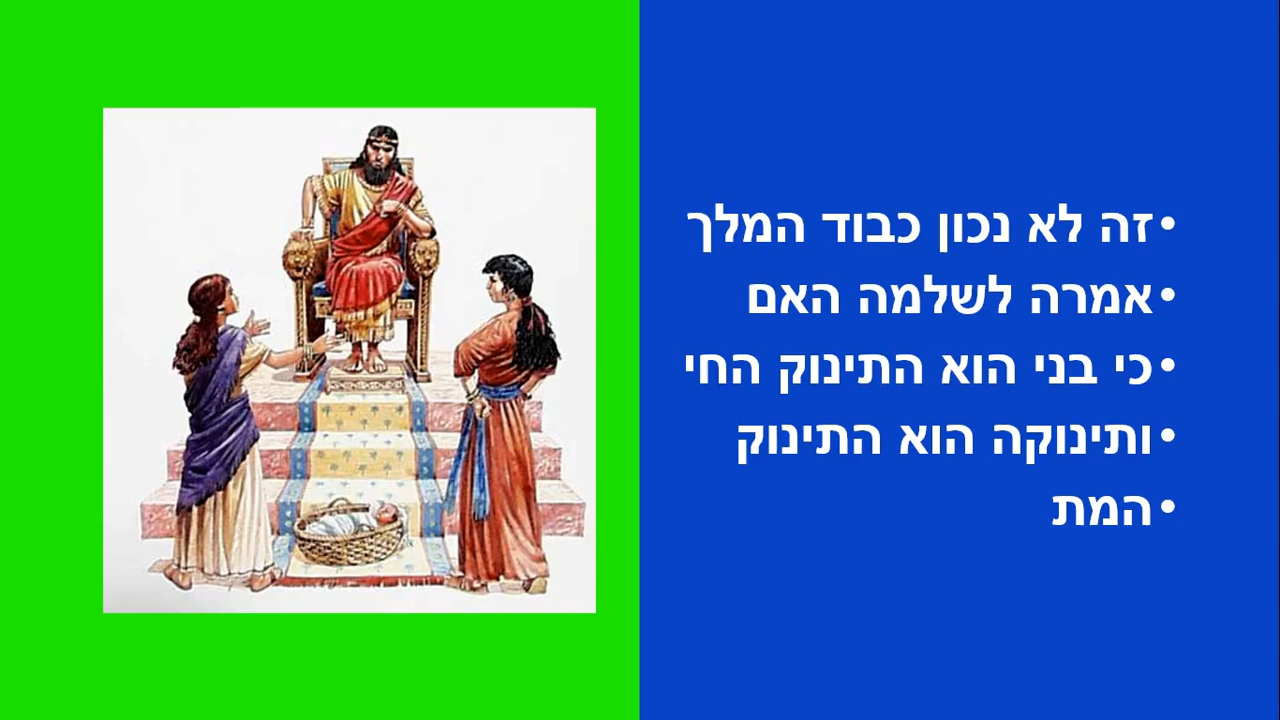 •זה לא נכון כבוד המלך
•אמרה לשלמה האם
•כי בני הוא התינוק החי
•ותינוקה הוא התינוק
•המת